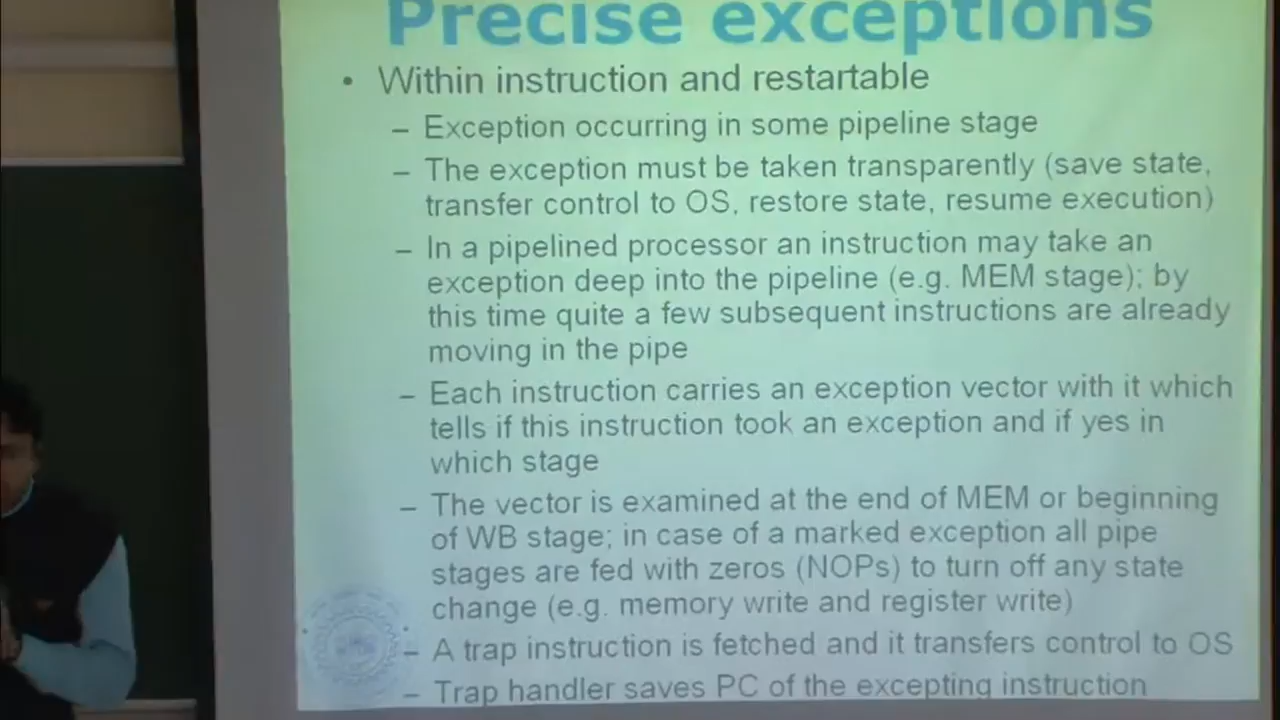 Precise exceptions
• Within instruction and restartable
– Exception occurring in some pipeline stage
– The exception must be taken transparently (save state,
transfer control to OS, restore state, resume execution)
– In a pipelined processor an instruction may take an
exception deep into the pipeline (e.g. MEM stage); by
this time quite a few subsequent instructions are already
moving in the pipe
– Each instruction carries an exception vector with it which
tells if this instruction took an exception and if yes in
which stage
– The vector is examined at the end of MEM or beginning
of WB stage; in case of a marked exception all pipe
stages are fed with zeros (NOPs) to turn off any state
change (e.g. memory write and register write)
– A trap instruction is fetched and it transfers control to OS
– Trap handler saves PC of the excepting instruction